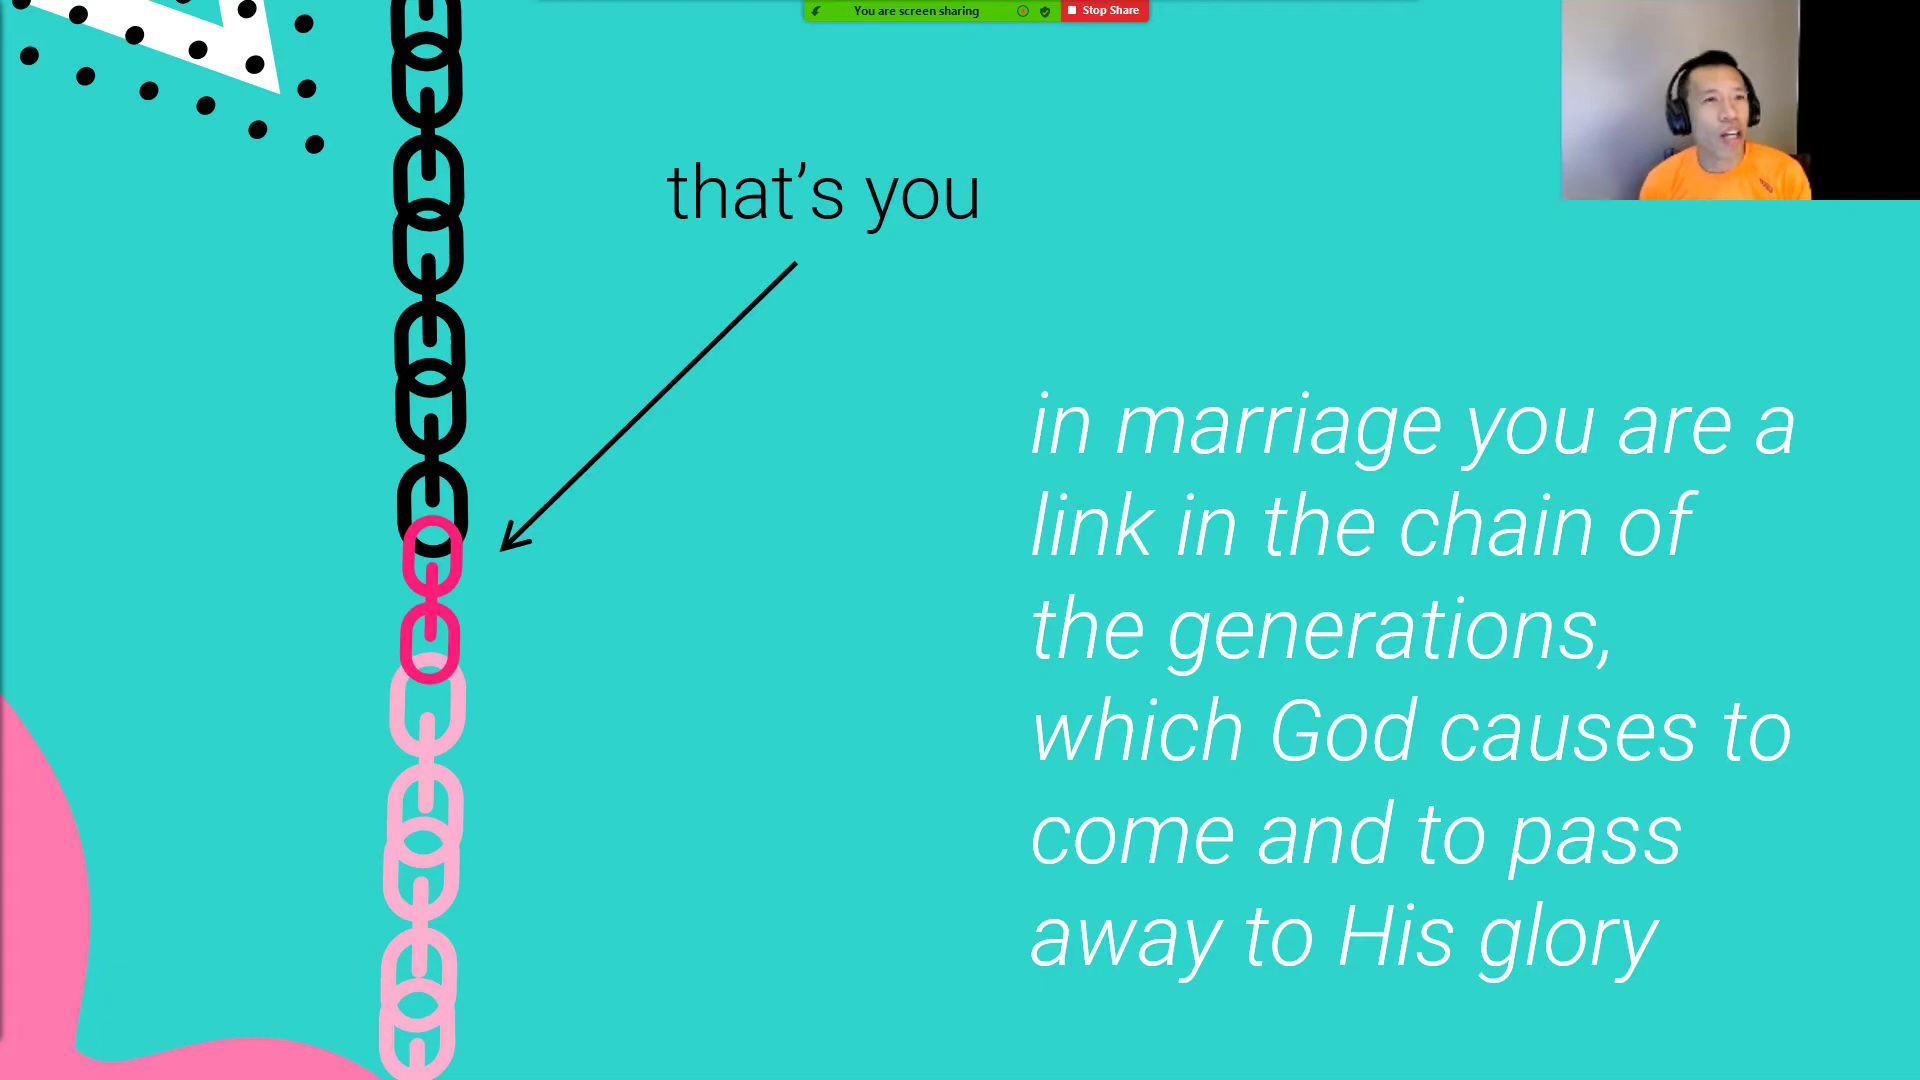 You are screen sharing
Stop Share
that’s you
in marriage you are a
link in the chain of
the generations,
which God causes to
come and to pass
away to His glory